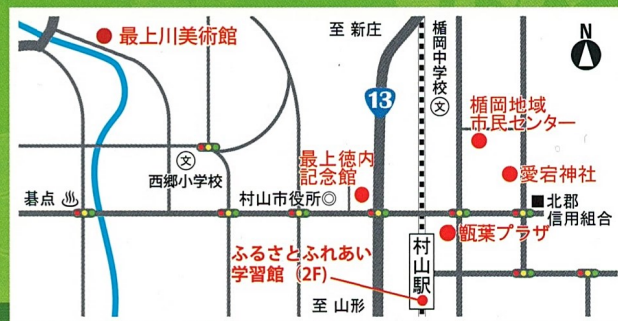 最上川美術館
至 新庄
楯岡中学校
文
N
13
楯岡地域
市民センター
最上徳内
記念館
文
西郷小学校
愛宕神社
碁点
村山市役所◎
■北郡
信用組合
甑葉プラザ
ふるさとふれあい
学習館 (2F)
村山駅
至 山形